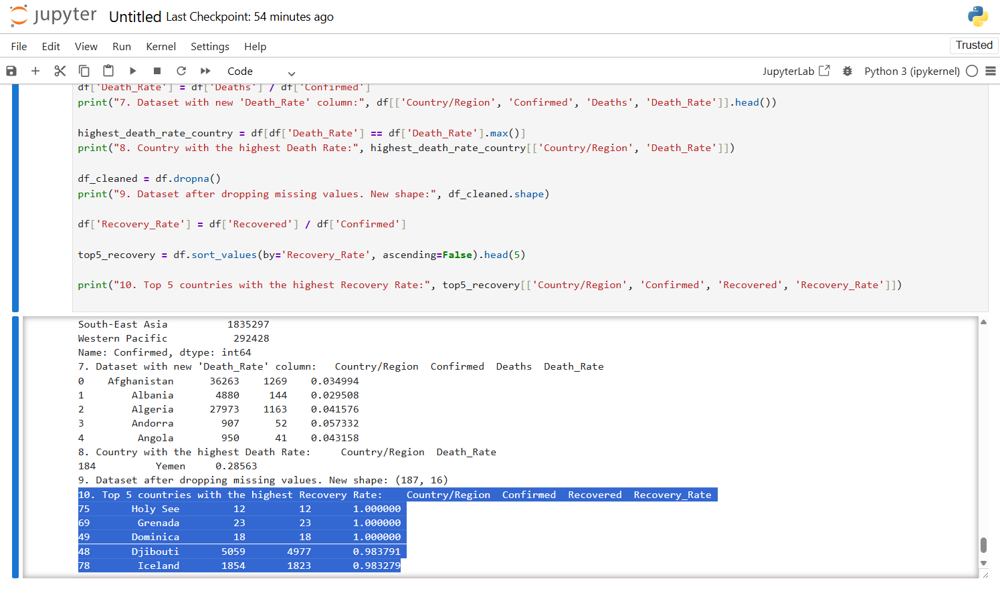 jupyter Untitled Last Checkpoint: 54 minutes ago
File Edit View Run Kernel Settings Help Trusted
Code JupyterLab Python 3 (ipykernel)
df['Death_Rate'] = df['Deaths'] / df['Confirmed']
print("7. Dataset with new 'Death_Rate' column:", df[['Country/Region', 'Confirmed', 'Deaths', 'Death_Rate']].head())
highest_death_rate_country = df[df['Death_Rate'] == df['Death_Rate'].max()]
print("8. Country with the highest Death Rate:", highest_death_rate_country[['Country/Region', 'Death_Rate']])
df_cleaned = df.dropna()
print("9. Dataset after dropping missing values. New shape:", df_cleaned.shape)
df['Recovery_Rate'] = df['Recovered'] / df['Confirmed']
top5_recovery = df.sort_values(by='Recovery_Rate', ascending=False).head(5)
print("10. Top 5 countries with the highest Recovery Rate:", top5_recovery[['Country/Region', 'Confirmed', 'Recovered', 'Recovery_Rate']])
South-East Asia 1835297
Western Pacific 292428
Name: Confirmed, dtype: int64
7. Dataset with new 'Death_Rate' column: Country/Region Confirmed Deaths Death_Rate
0 Afghanistan 36263 1269 0.034994
1 Albania 4880 144 0.029508
2 Algeria 27973 1163 0.041576
3 Andorra 907 52 0.057332
4 Angola 950 41 0.043158
8. Country with the highest Death Rate: Country/Region Death_Rate
184 Yemen 0.28563
9. Dataset after dropping missing values. New shape: (187, 16)
10. Top 5 countries with the highest Recovery Rate: Country/Region Confirmed Recovered Recovery_Rate
75 Holy See 12 12 1.000000
69 Grenada 23 23 1.000000
49 Dominica 18 18 1.000000
48 Djibouti 5059 4977 0.983791
78 Iceland 1854 1823 0.983279